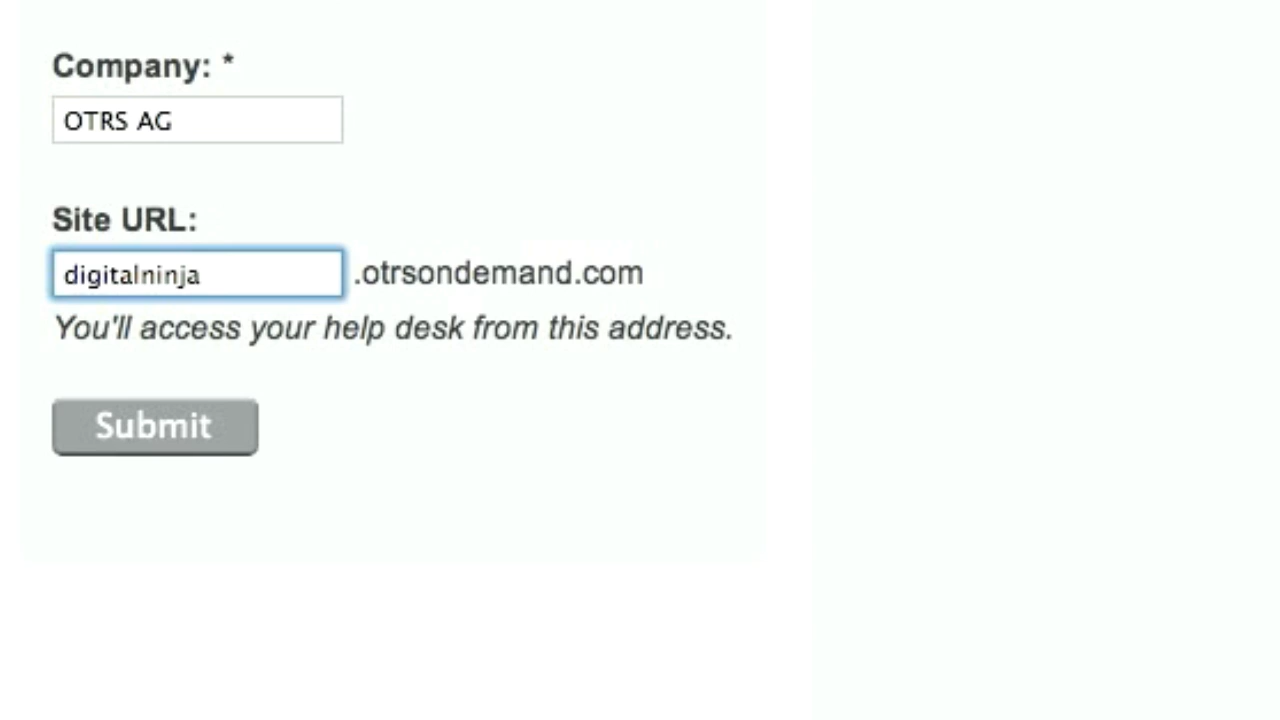 Company: *
OTRS AG
Site URL:
digitalninja .otrsondemand.com
You'll access your help desk from this address.
Submit